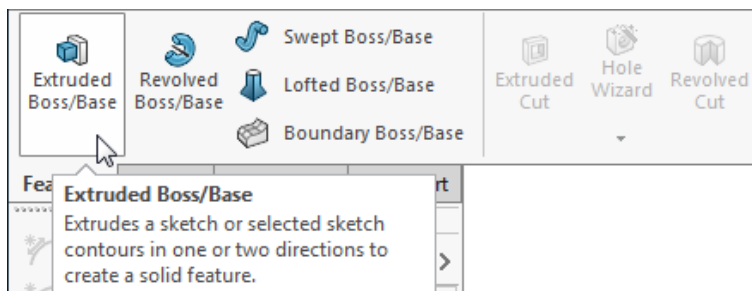 Extruded
Boss/Base
Revolved
Boss/Base
Swept Boss/Base
Lofted Boss/Base
Boundary Boss/Base
Extruded
Cut
Hole
Wizard
Revolved
Cut
Fea
rt
Extruded Boss/Base
Extrudes a sketch or selected sketch
contours in one or two directions to
create a solid feature.